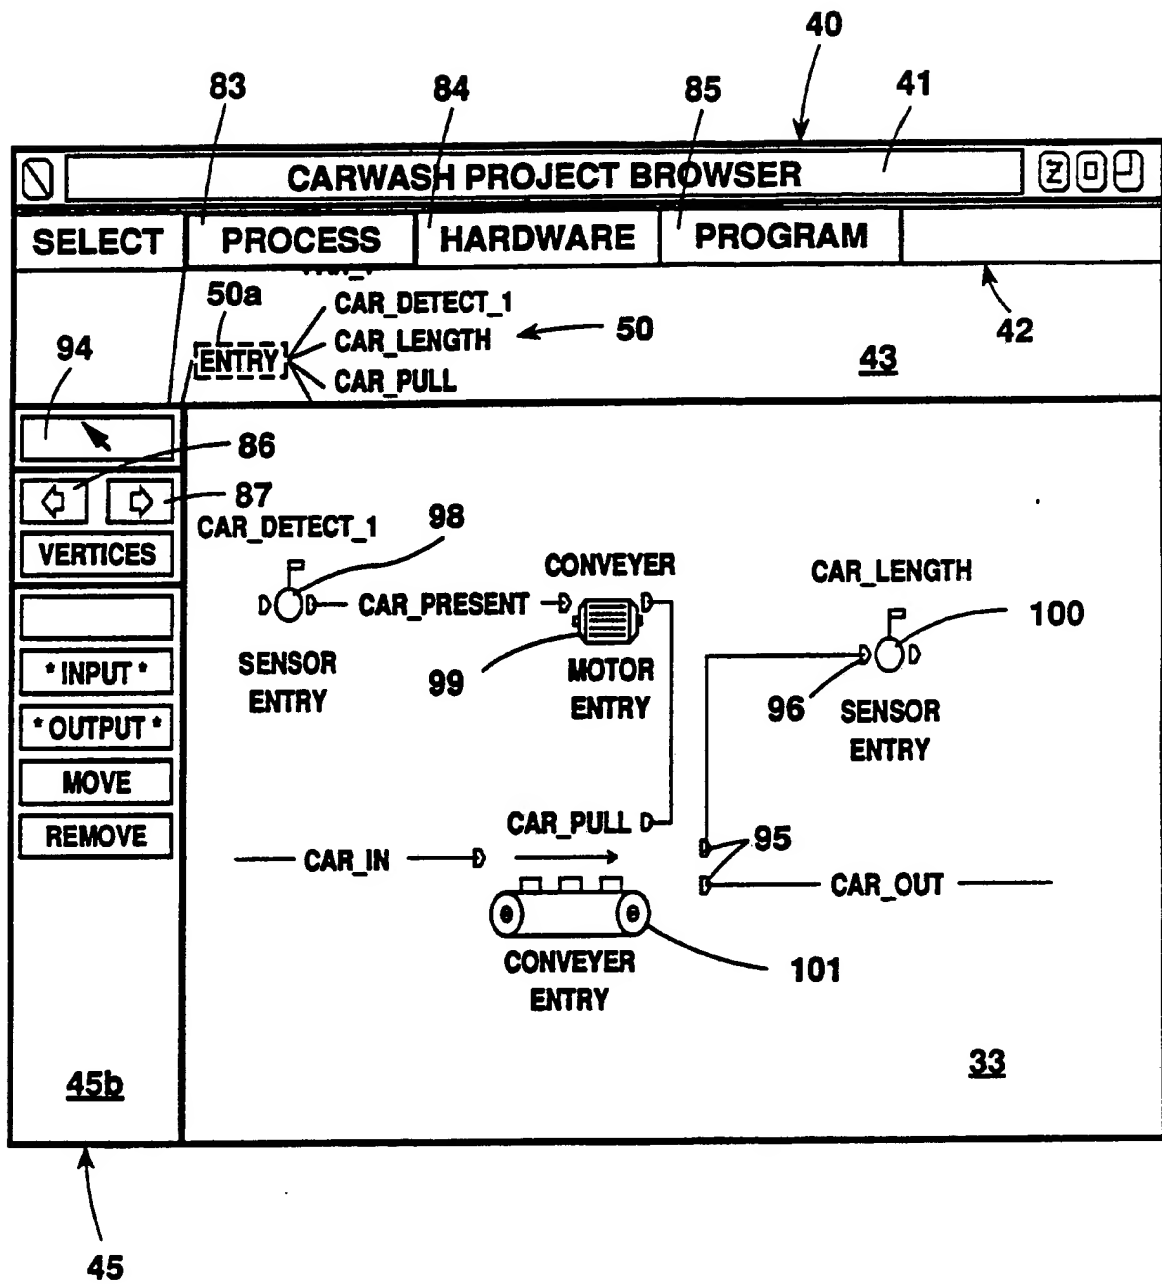 40
83
84
85
41
CARWASH PROJECT BROWSER
Z
SELECT
PROCESS
HARDWARE
PROGRAM
50a
CAR_DETECT_1
50
42
94
ENTRY
CAR_LENGTH
43
CAR_PULL
86
87
CAR_DETECT_1
98
VERTICES
CONVEYER
CAR_LENGTH
CAR_PRESENT
100
* INPUT *
SENSOR
ENTRY
99
MOTOR
ENTRY
96
SENSOR
ENTRY
* OUTPUT *
MOVE
REMOVE
CAR_PULL
95
CAR_IN
CAR_OUT
101
CONVEYER
ENTRY
33
45b
45